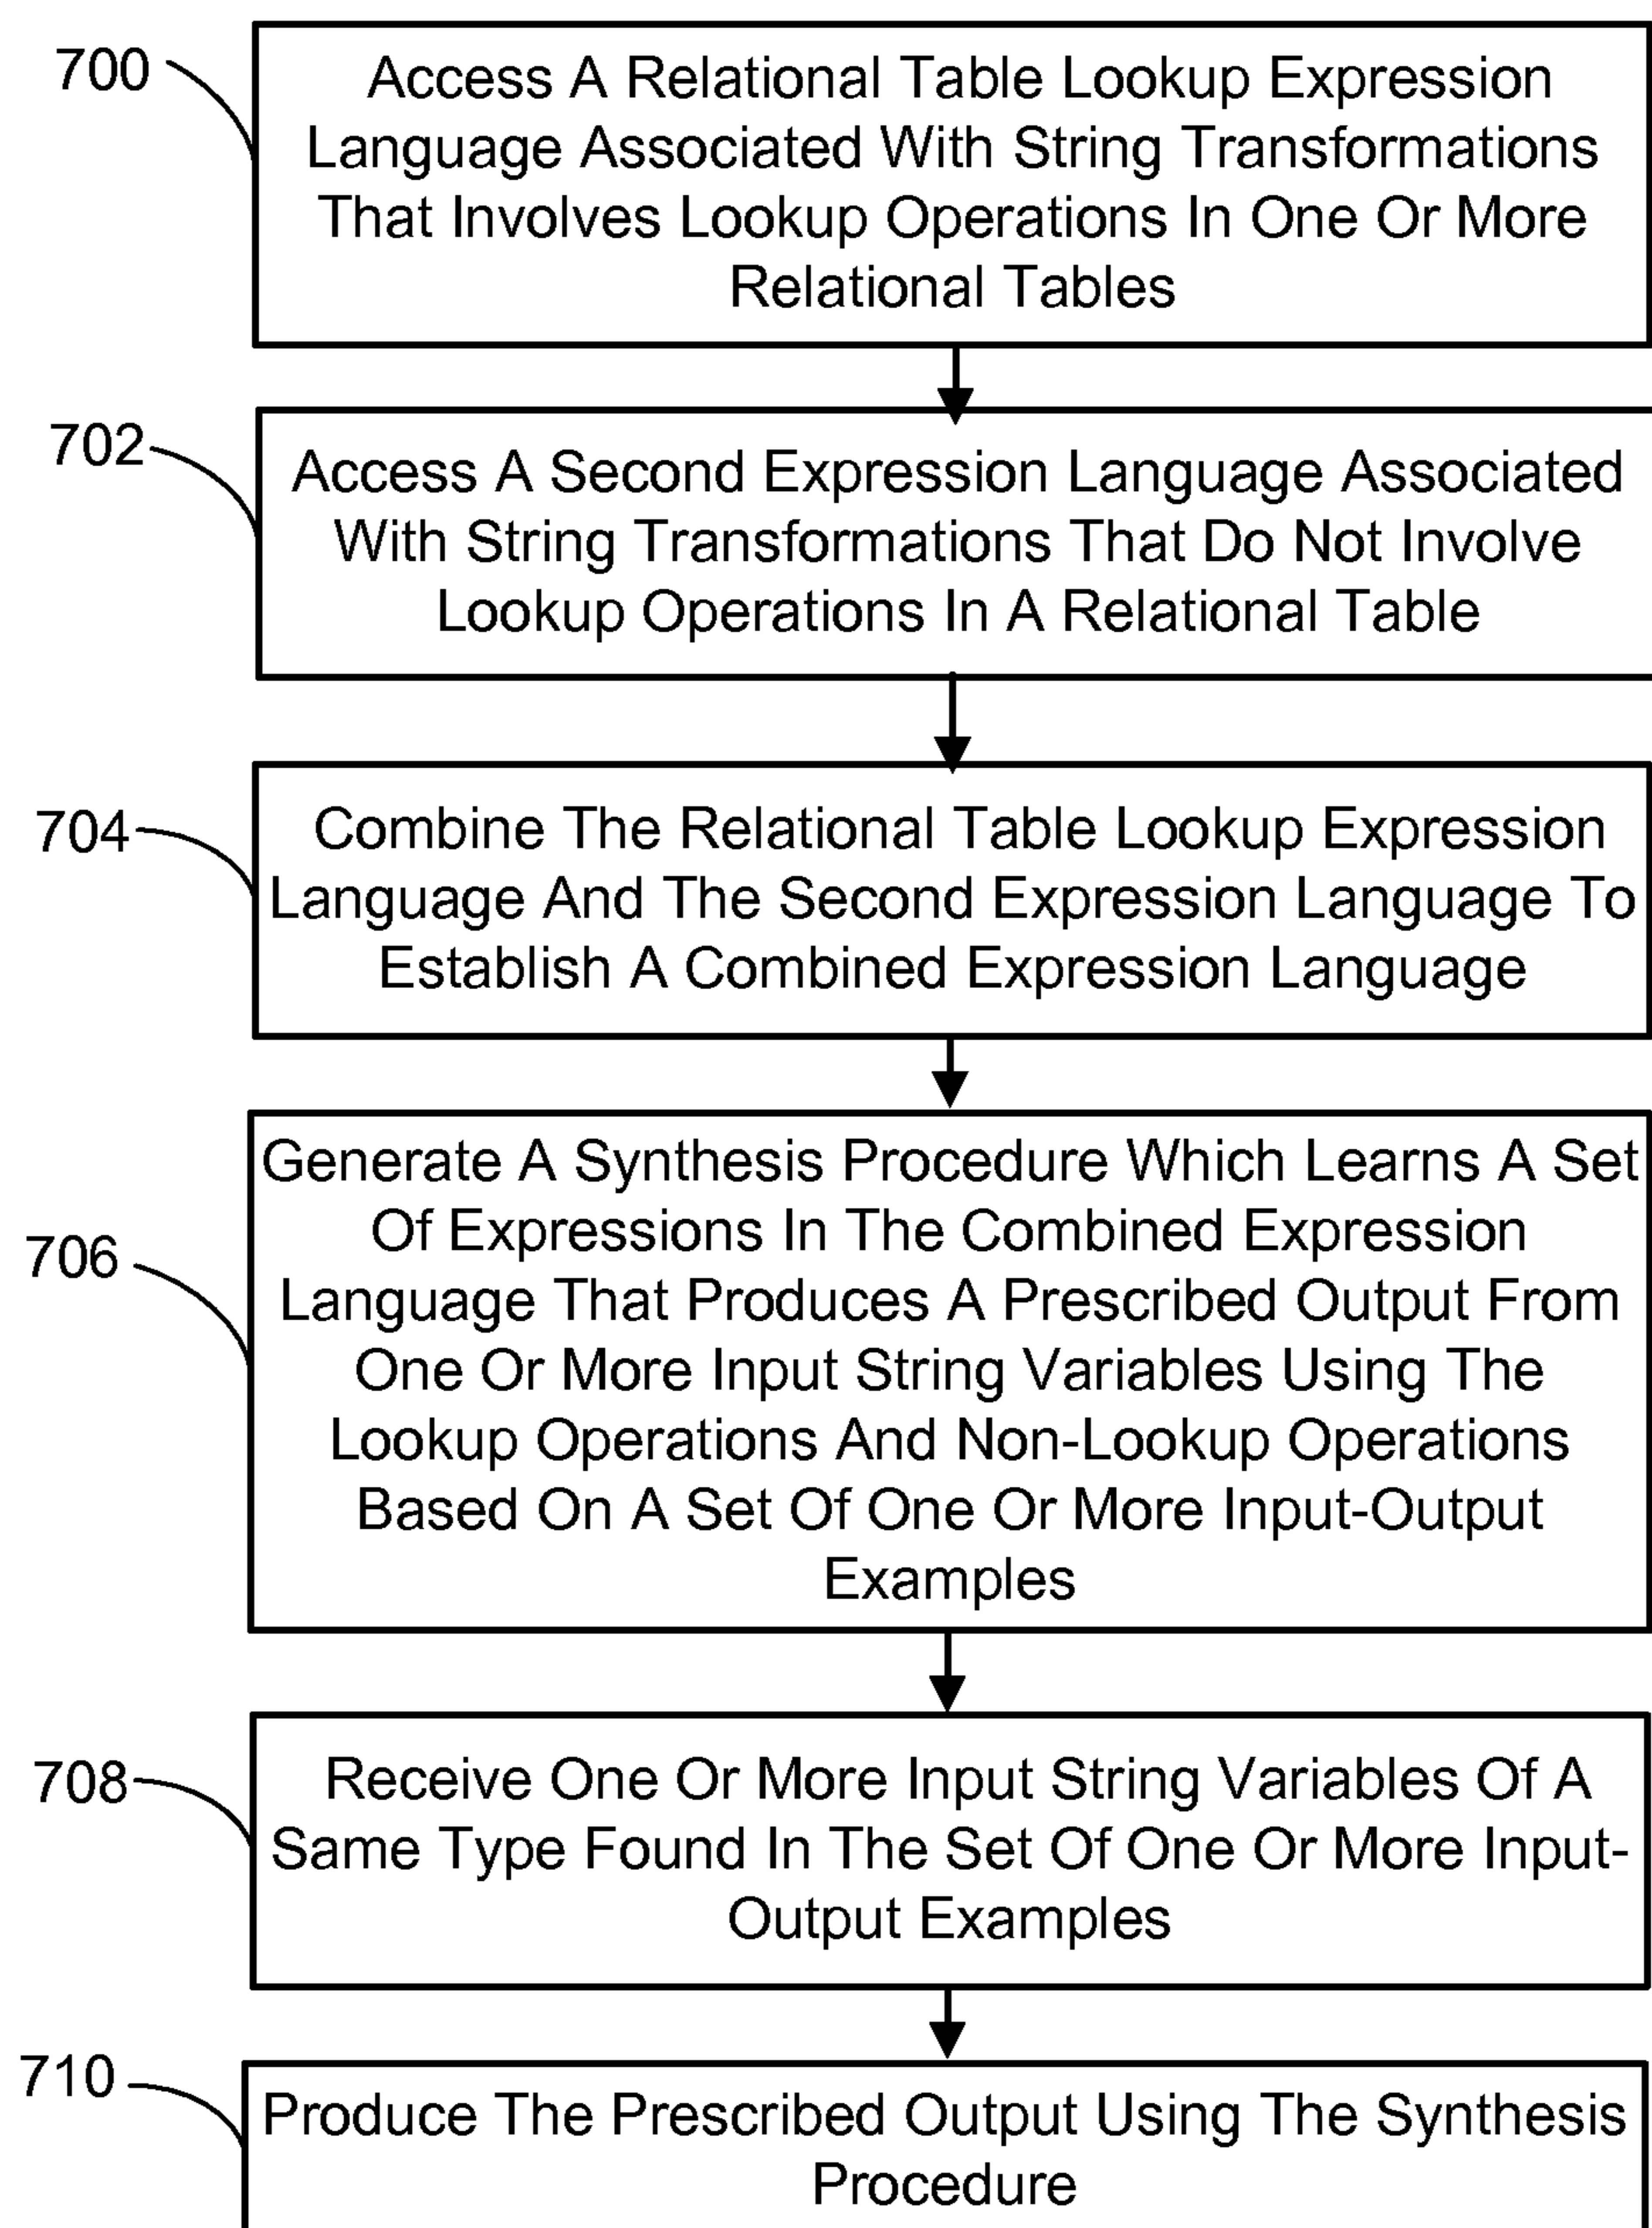 700
Access A Relational Table Lookup Expression
Language Associated With String Transformations
That Involves Lookup Operations In One Or More
Relational Tables
702
Access A Second Expression Language Associated
With String Transformations That Do Not Involve
Lookup Operations In A Relational Table
704
Combine The Relational Table Lookup Expression
Language And The Second Expression Language To
Establish A Combined Expression Language
706
Generate A Synthesis Procedure Which Learns A Set
Of Expressions In The Combined Expression
Language That Produces A Prescribed Output From
One Or More Input String Variables Using The
Lookup Operations And Non-Lookup Operations
Based On A Set Of One Or More Input-Output
Examples
708
Receive One Or More Input String Variables Of A
Same Type Found In The Set Of One Or More Input-
Output Examples
710
Produce The Prescribed Output Using The Synthesis
Procedure